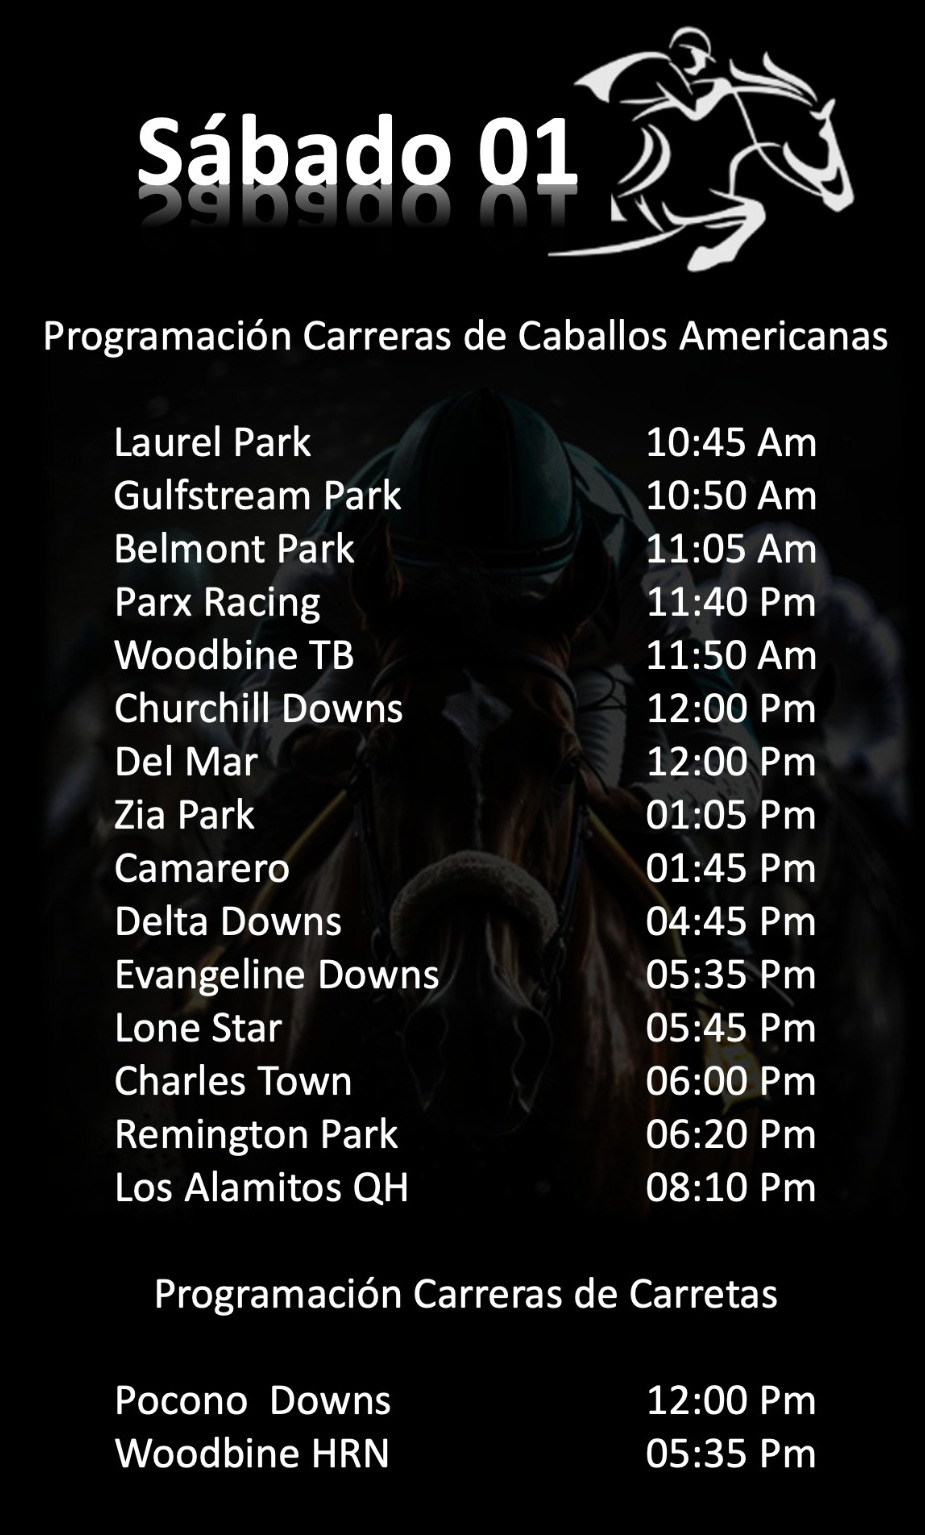 Sábado 01
Programación Carreras de Caballos Americanas
Laurel Park 10:45 Am
Gulfstream Park 10:50 Am
Belmont Park 11:05 Am
Parx Racing 11:40 Pm
Woodbine TB 11:50 Am
Churchill Downs 12:00 Pm
Del Mar 12:00 Pm
Zia Park 01:05 Pm
Camarero 01:45 Pm
Delta Downs 04:45 Pm
Evangeline Downs 05:35 Pm
Lone Star 05:45 Pm
Charles Town 06:00 Pm
Remington Park 06:20 Pm
Los Alamitos QH 08:10 Pm
Programación Carreras de Carretas
Pocono Downs 12:00 Pm
Woodbine HRN 05:35 Pm